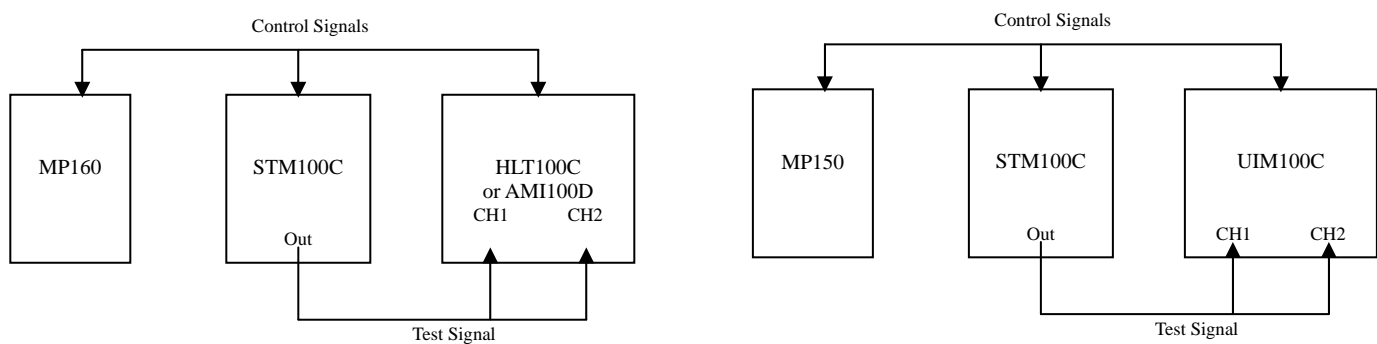 Control Signals
MP160
STM100C
HLT100C
or AMI100D
CH1 CH2
Out
Test Signal
Control Signals
MP150
STM100C
UIM100C
Out
CH1 CH2
Test Signal